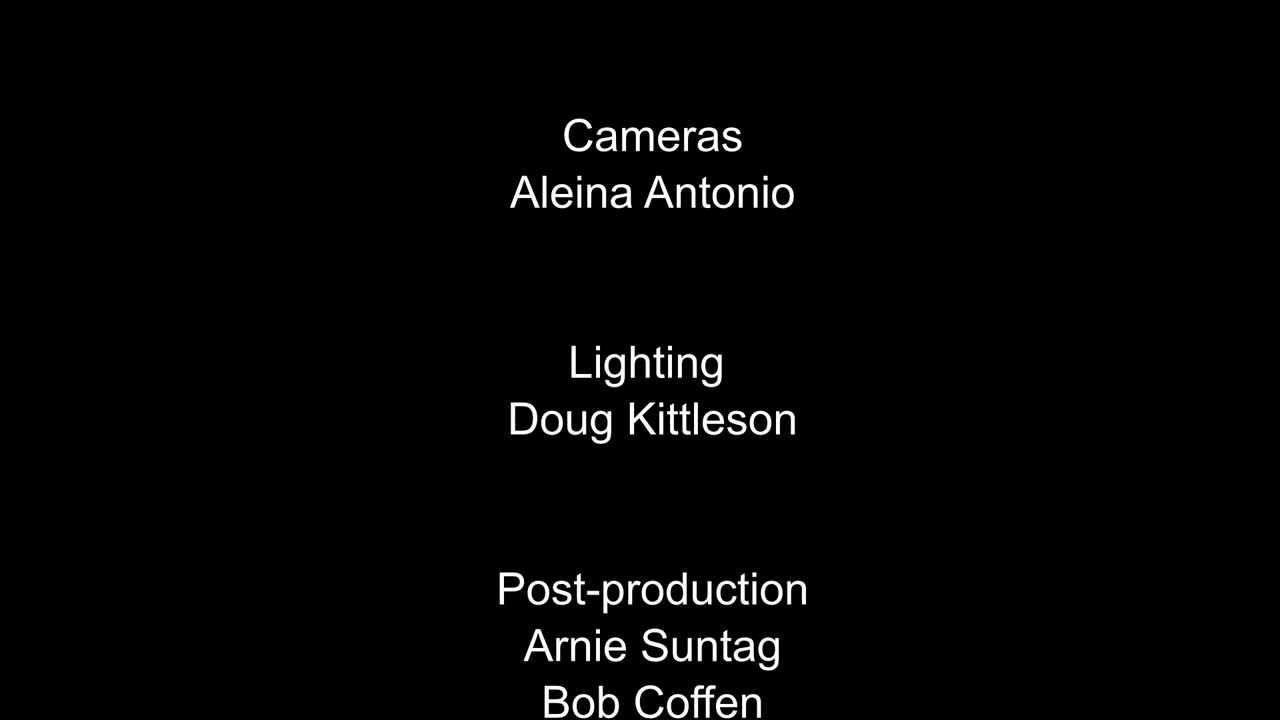 Cameras
Aleina Antonio
Lighting
Doug Kittleson
Post-production
Arnie Suntag
Bob Coffen